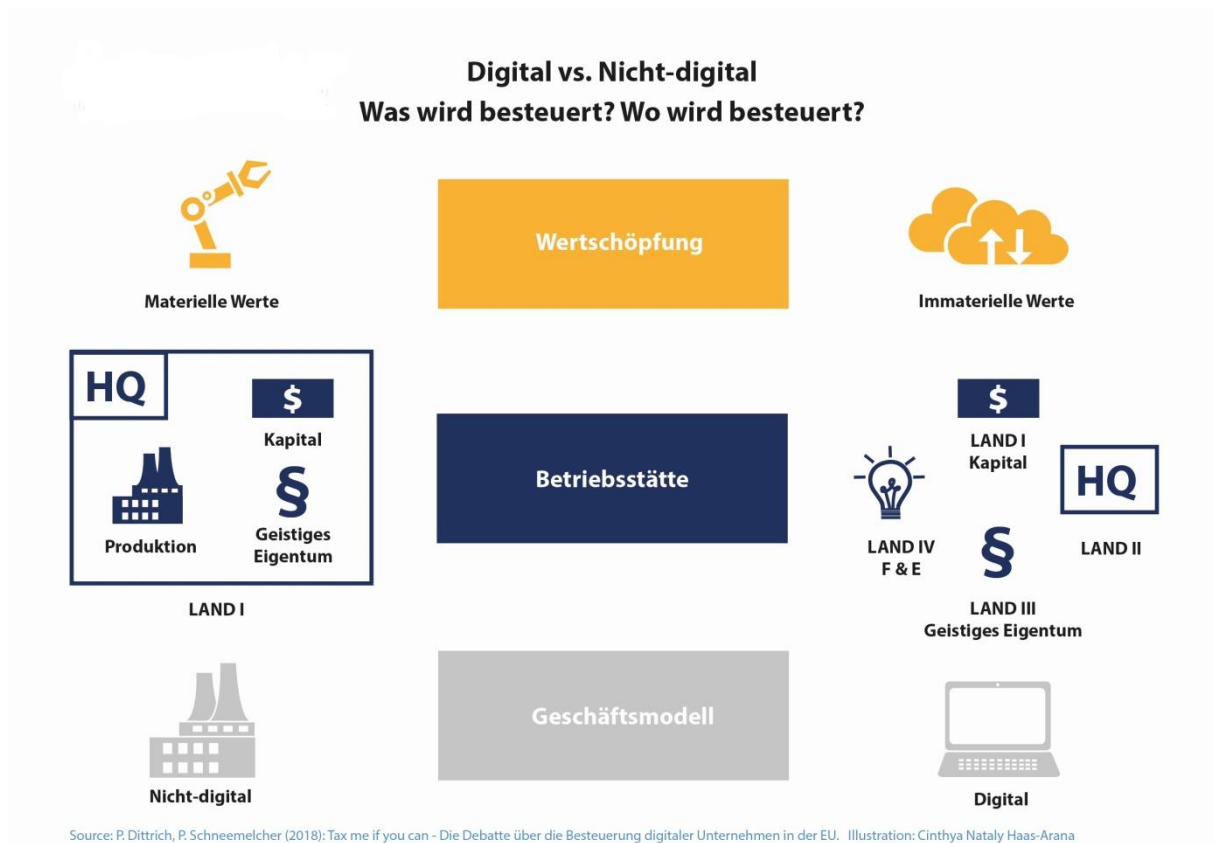 Digital vs. Nicht-digital
Was wird besteuert? Wo wird besteuert?
Wertschöpfung
Materielle Werte
Immaterielle Werte
HQ
$
Kapital
§
Produktion
Geistiges
Eigentum
LAND I
Betriebsstätte
$
LAND I
Kapital
HQ
LAND II
LAND IV
F & E
§
LAND III
Geistiges Eigentum
Geschäftsmodell
Nicht-digital
Digital
Source: P. Dittrich, P. Schneemelcher (2018): Tax me if you can - Die Debatte über die Besteuerung digitaler Unternehmen in der EU. Illustration: Cinthya Nataly Haas-Arana